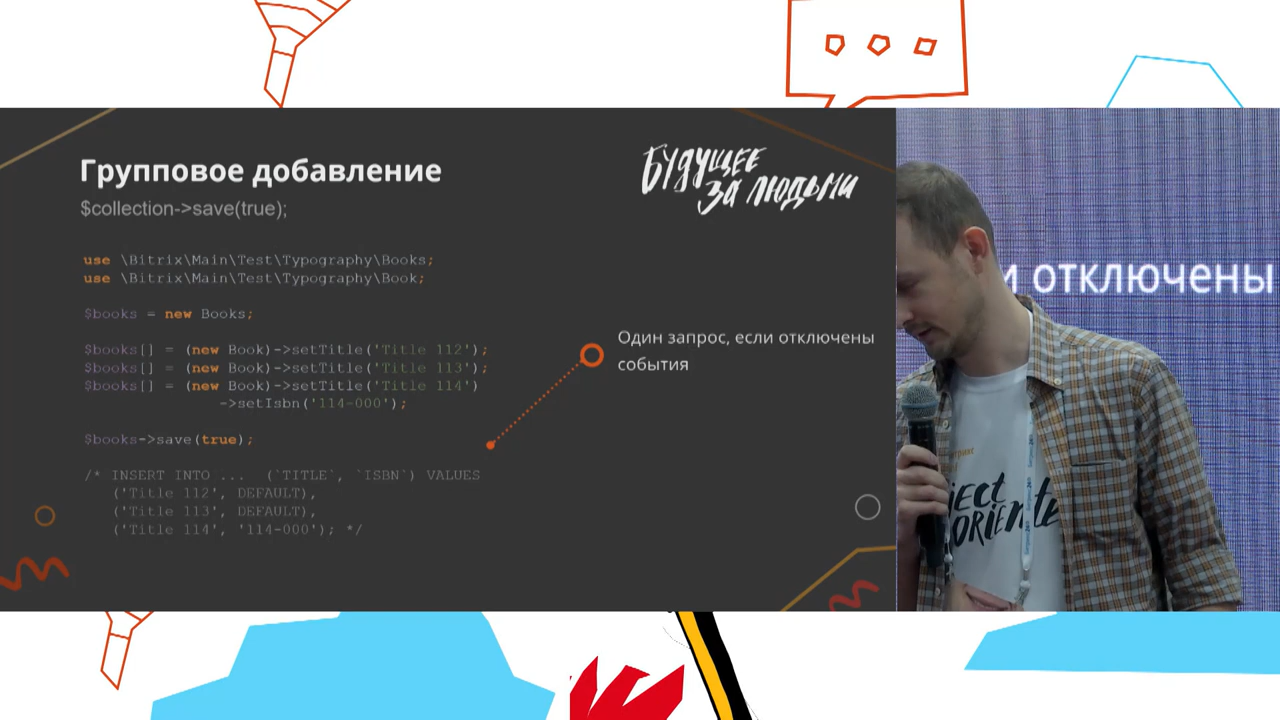 Групповое добавление
$collection->save(true);
БУДУЩЕЕ
ЗА ЛЮДЬМИ
use \Bitrix\Main\Test\Typography\Books;
use \Bitrix\Main\Test\Typography\Book;
$books = new Books;
$books[] = (new Book)->setTitle('Title 112');
$books[] = (new Book)->setTitle('Title 113');
$books[] = (new Book)->setTitle('Title 114')
->setIsbn('114-000');
$books->save(true);
/* INSERT INTO ... (`TITLE`, `ISBN`) VALUES
('Title 112', DEFAULT),
('Title 113', DEFAULT),
('Title 114', '114-000'); */
Один запрос, если отключены
события
и отключены